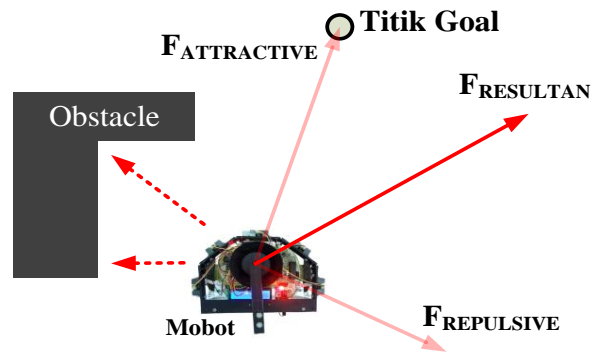 Titik Goal
FATTRACTIVE
FRESULTAN
Obstacle
FREPULSIVE
Mobot